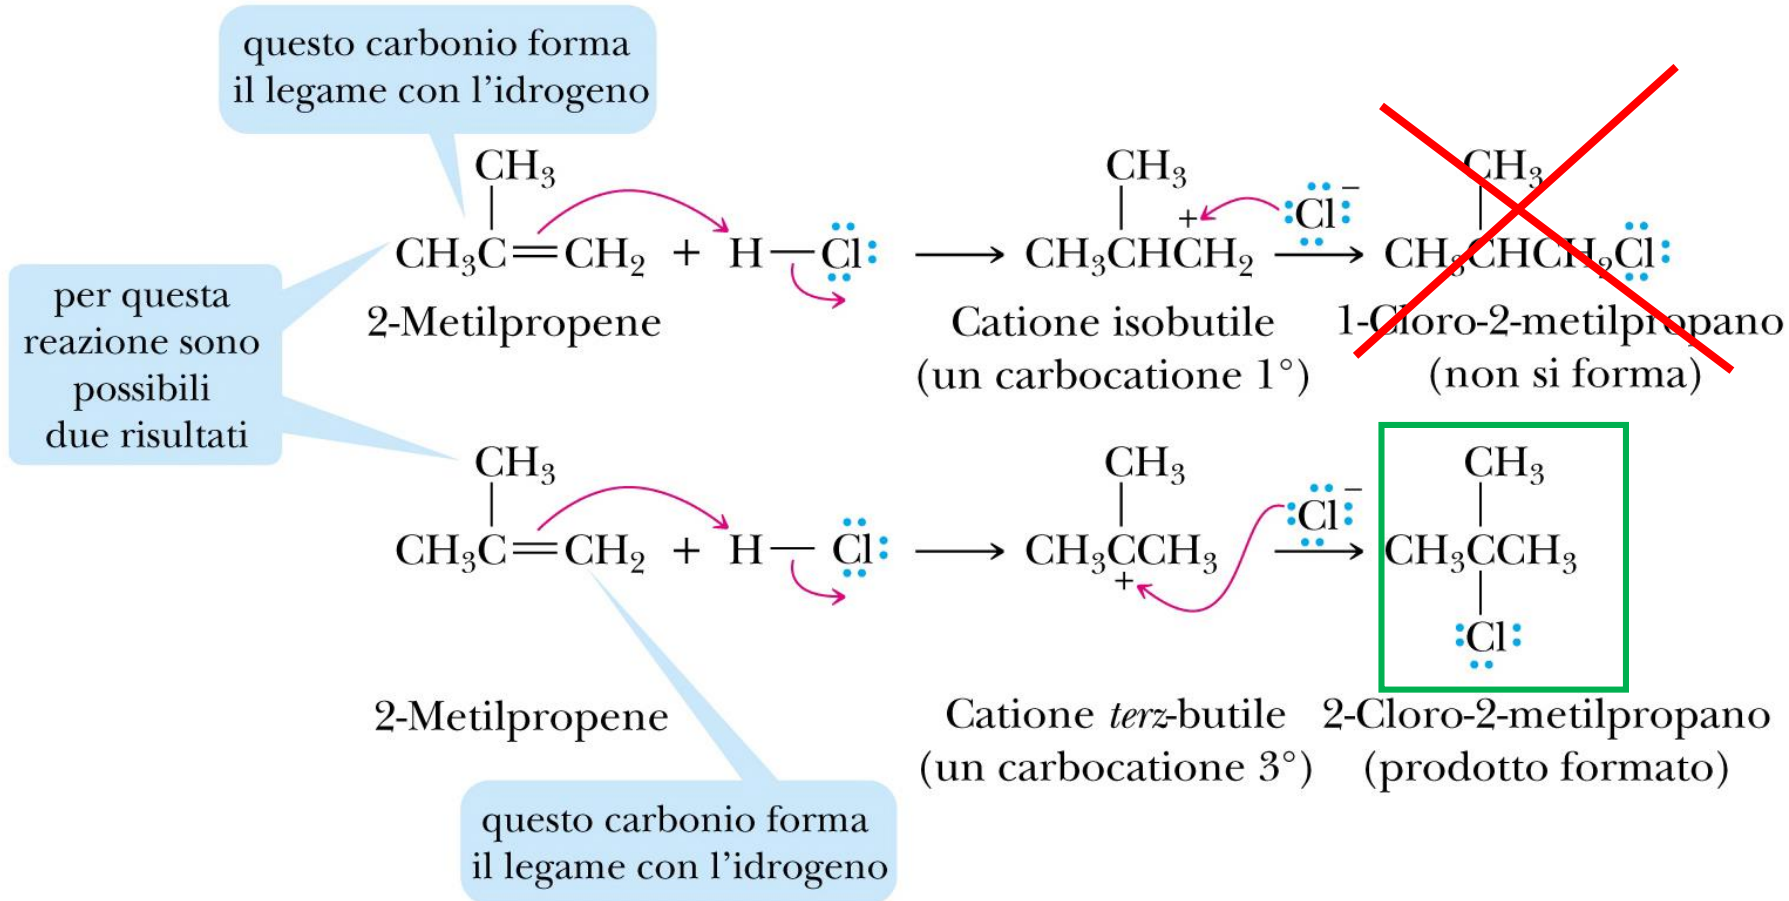 questo carbonio forma
il legame con l'idrogeno
CH₃
CH₃C=CH₂ + H—Cl
2-Metilpropene
CH₃ + Cl⁻
CH₃CHCH₂
Catione isobutile
(un carbocatione 1°)
CH₃
CH₃CHCH₂Cl
1-Cloro-2-metilpropano
(non si forma)
per questa
reazione sono
possibili
due risultati
CH₃
CH₃C=CH₂ + H—Cl
2-Metilpropene
CH₃ Cl⁻
CH₃CCH₃
+
Catione terz-butile
(un carbocatione 3°)
CH₃
CH₃CCH₃
Cl
2-Cloro-2-metilpropano
(prodotto formato)
questo carbonio forma
il legame con l'idrogeno